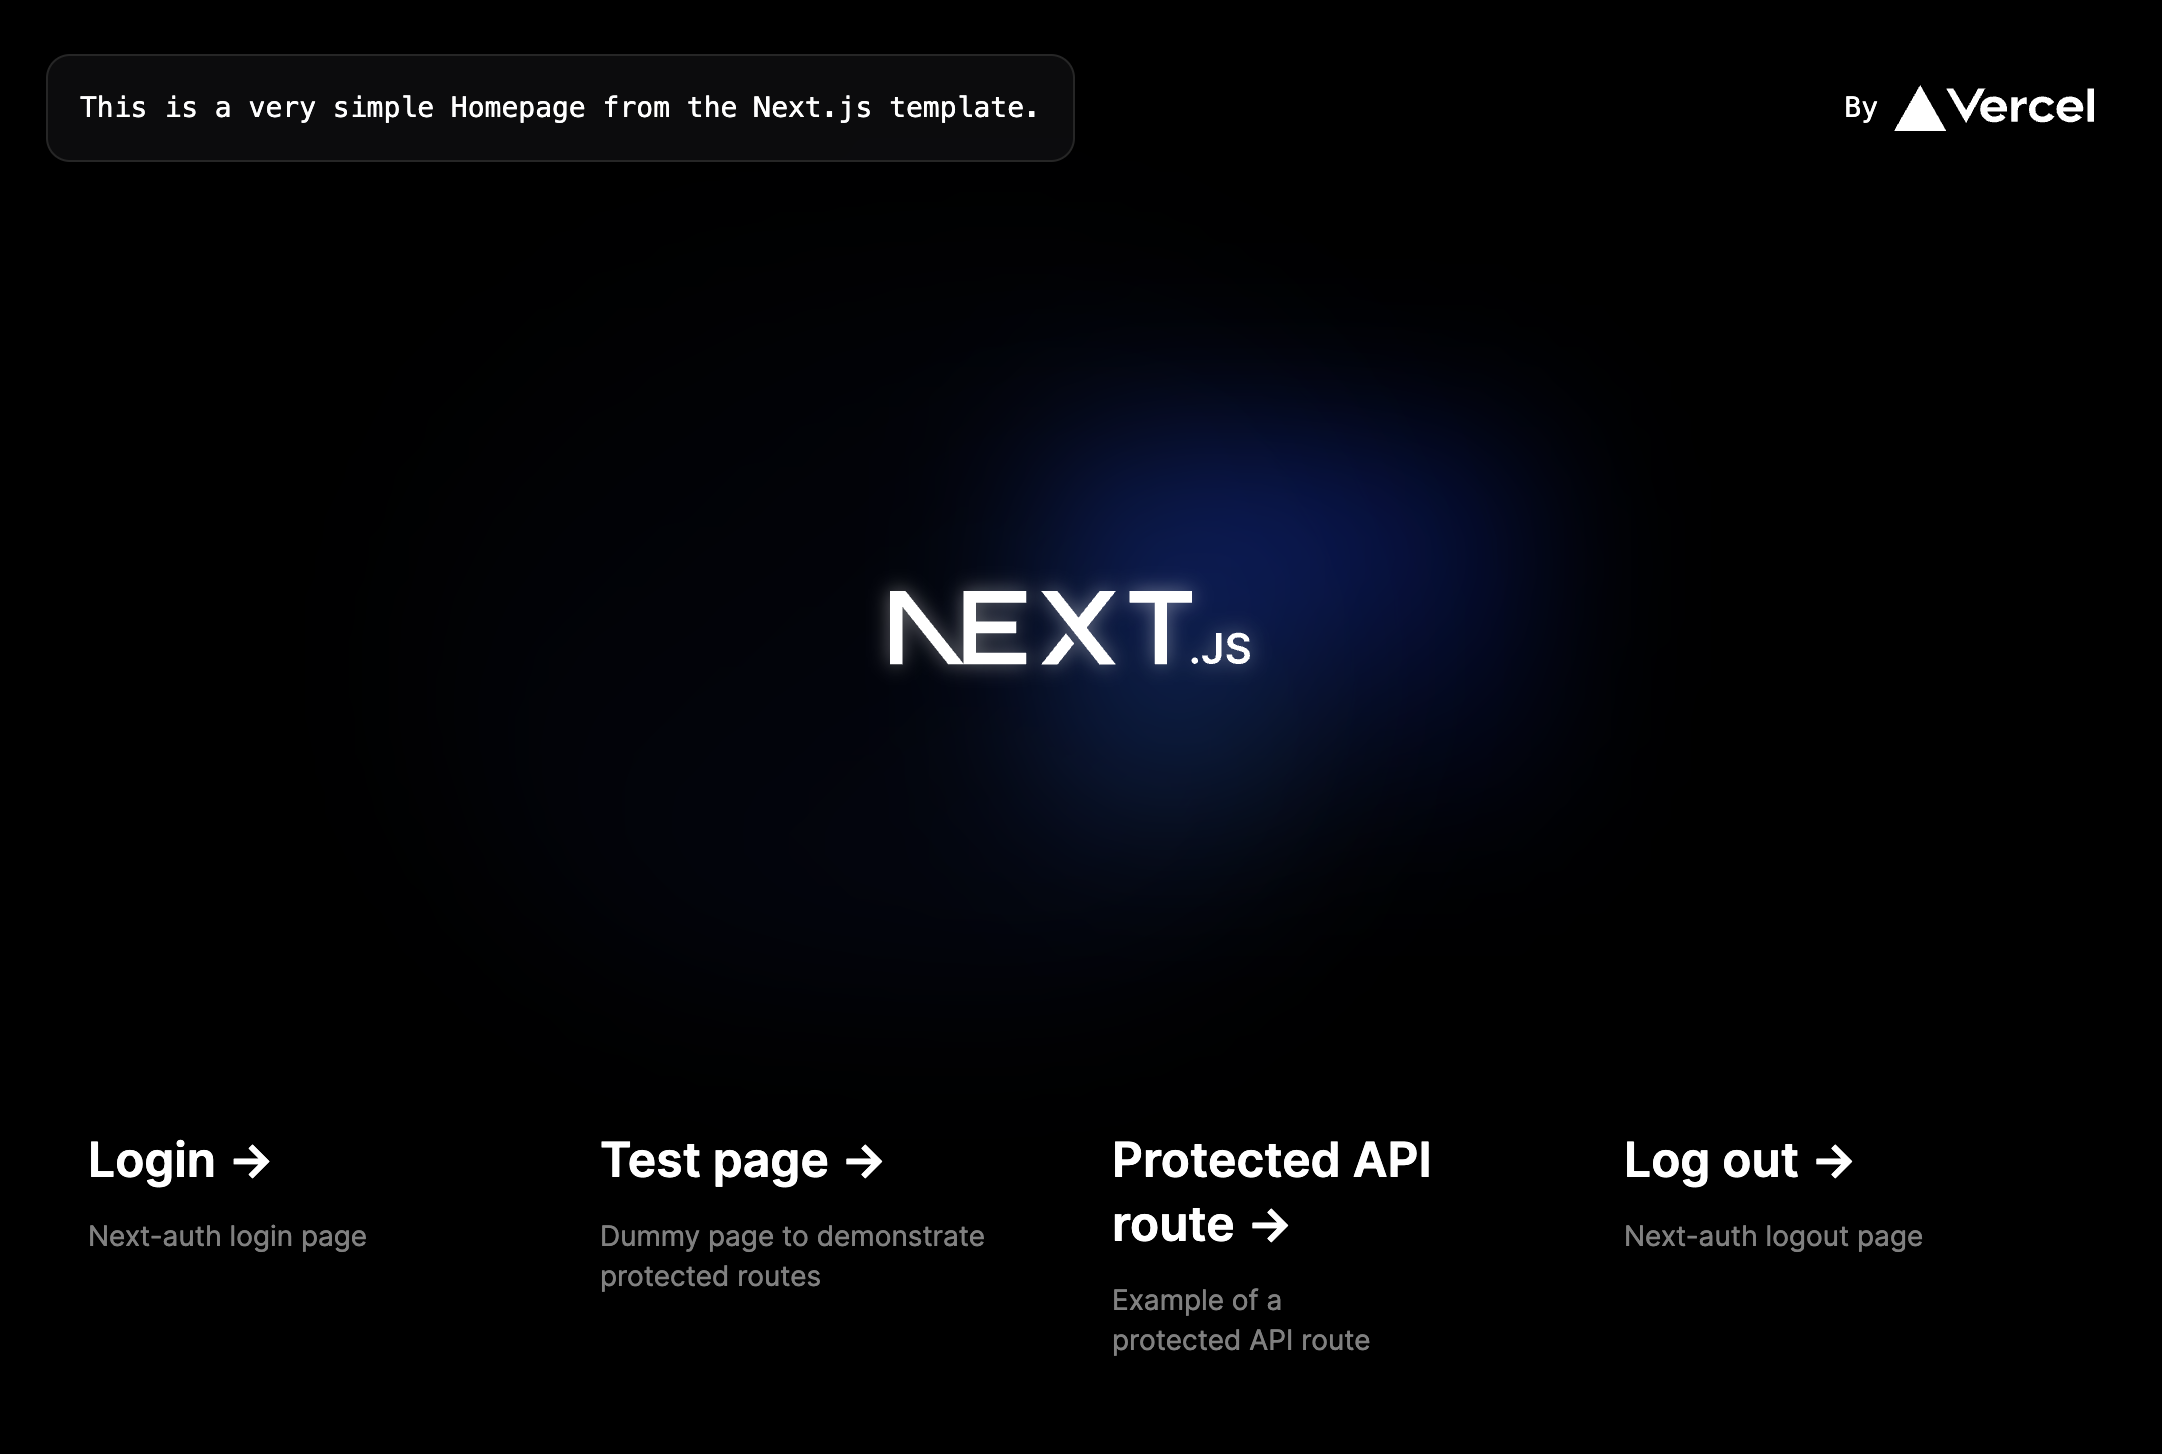 This is a very simple Homepage from the Next.js template.
By Vercel
NEXT.JS
Login →
Next-auth login page
Test page →
Dummy page to demonstrate
protected routes
Protected API
route →
Example of a
protected API route
Log out →
Next-auth logout page